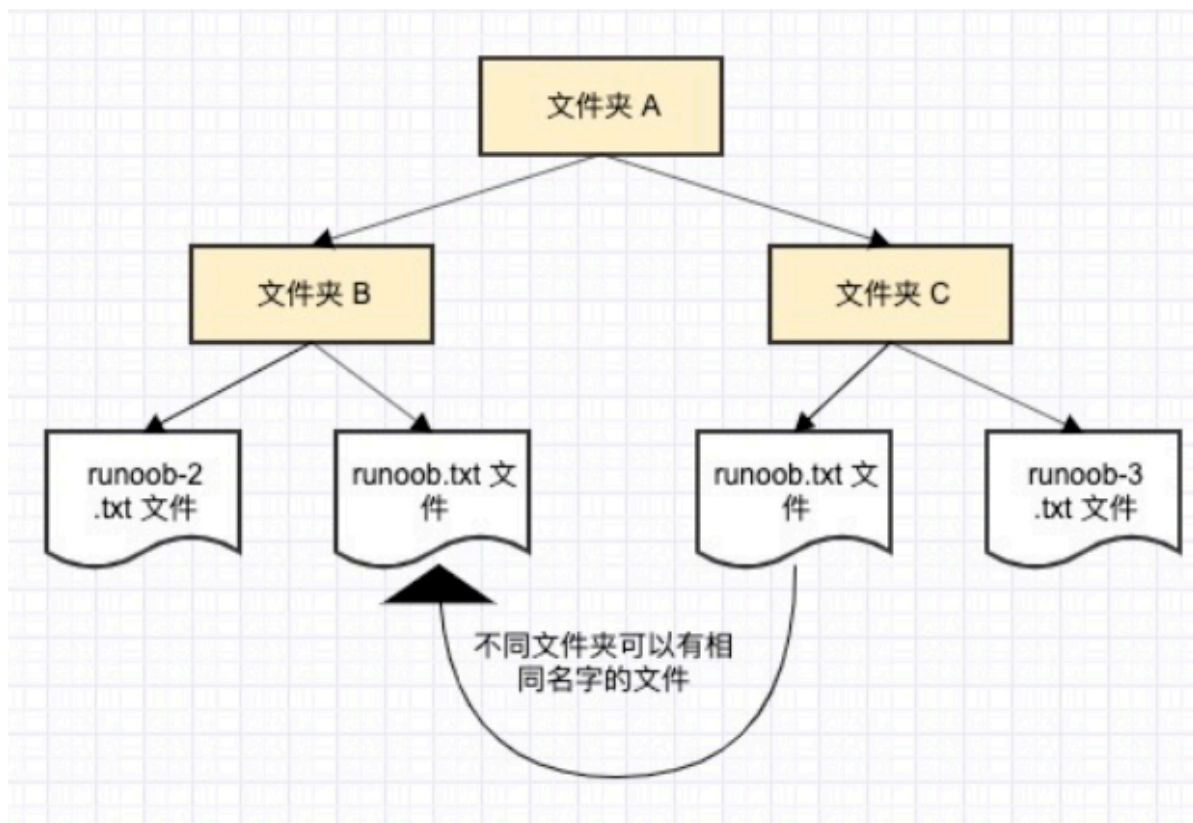 文件夹 A
文件夹 B
文件夹 C
runoob-2
.txt 文件
runoob.txt 文
件
runoob.txt 文
件
runoob-3
.txt 文件
不同文件夹可以有相
同名字的文件